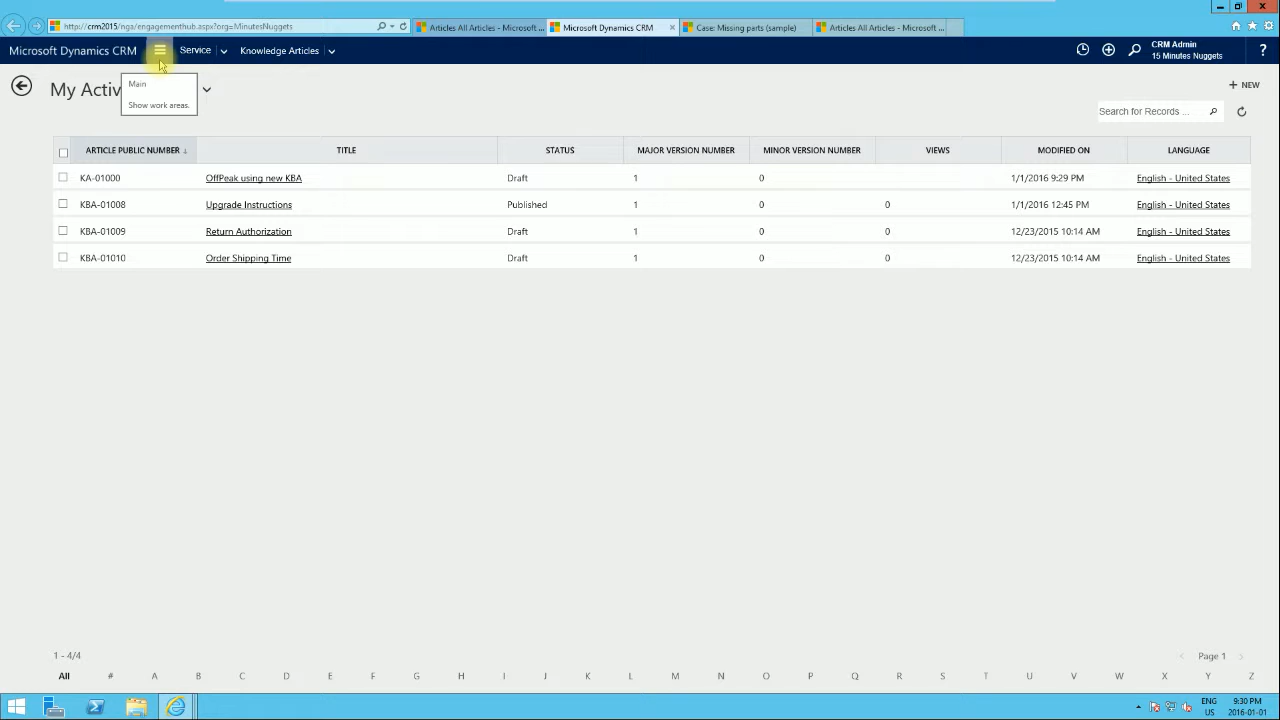 http://crm2015/nga/engagementhub.aspx?org=MinutesNuggets
Articles All Articles - Microsoft ...
Microsoft Dynamics CRM
Case: Missing parts (sample)
Articles All Articles - Microsoft ...
Microsoft Dynamics CRM
Service
Knowledge Articles
CRM Admin
15 Minutes Nuggets
?
My Activ
Main
Show work areas.
+ NEW
Search for Records ...
ARTICLE PUBLIC NUMBER ↓ TITLE STATUS MAJOR VERSION NUMBER MINOR VERSION NUMBER VIEWS MODIFIED ON LANGUAGE
KA-01000 OffPeak using new KBA Draft 1 0 1/1/2016 9:29 PM English - United States
KBA-01008 Upgrade Instructions Published 1 0 0 1/1/2016 12:45 PM English - United States
KBA-01009 Return Authorization Draft 1 0 0 12/23/2015 10:14 AM English - United States
KBA-01010 Order Shipping Time Draft 1 0 0 12/23/2015 10:14 AM English - United States
1 - 4/4
Page 1
All # A B C D E F G H I J K L M N O P Q R S T U V W X Y Z
ENG
US
9:30 PM
2016-01-01